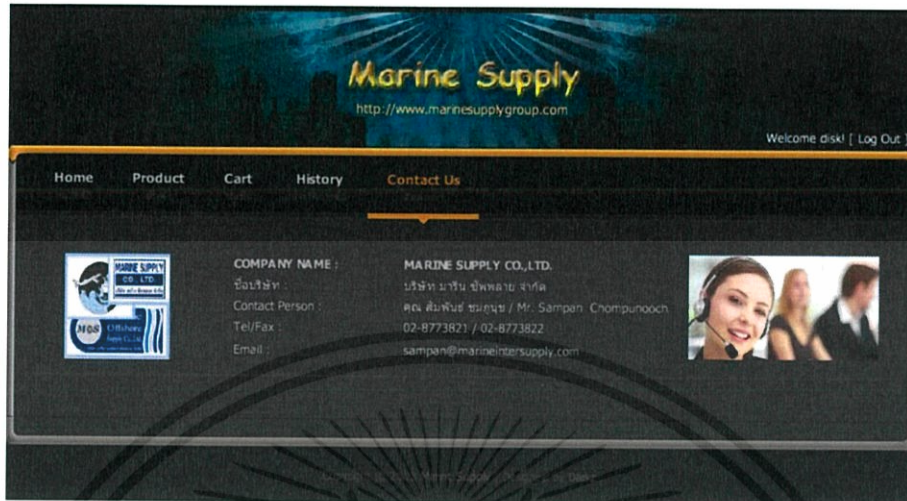 Marine Supply
http://www.marinesupplygroup.com
Welcome disk! [ Log Out ]
Home Product Cart History Contact Us
MARINE SUPPLY
CO., LTD.
MOS Offshore
COMPANY NAME : MARINE SUPPLY CO.,LTD.
ชื่อบริษัท : บริษัท มารีน ซัพพลาย จำกัด
Contact Person : คุณ สัมพันธ์ ชมภูนุช / Mr. Sampan Chompunooch
Tel/Fax : 02-8773821 / 02-8773822
Email : sampan@marineintersupply.com